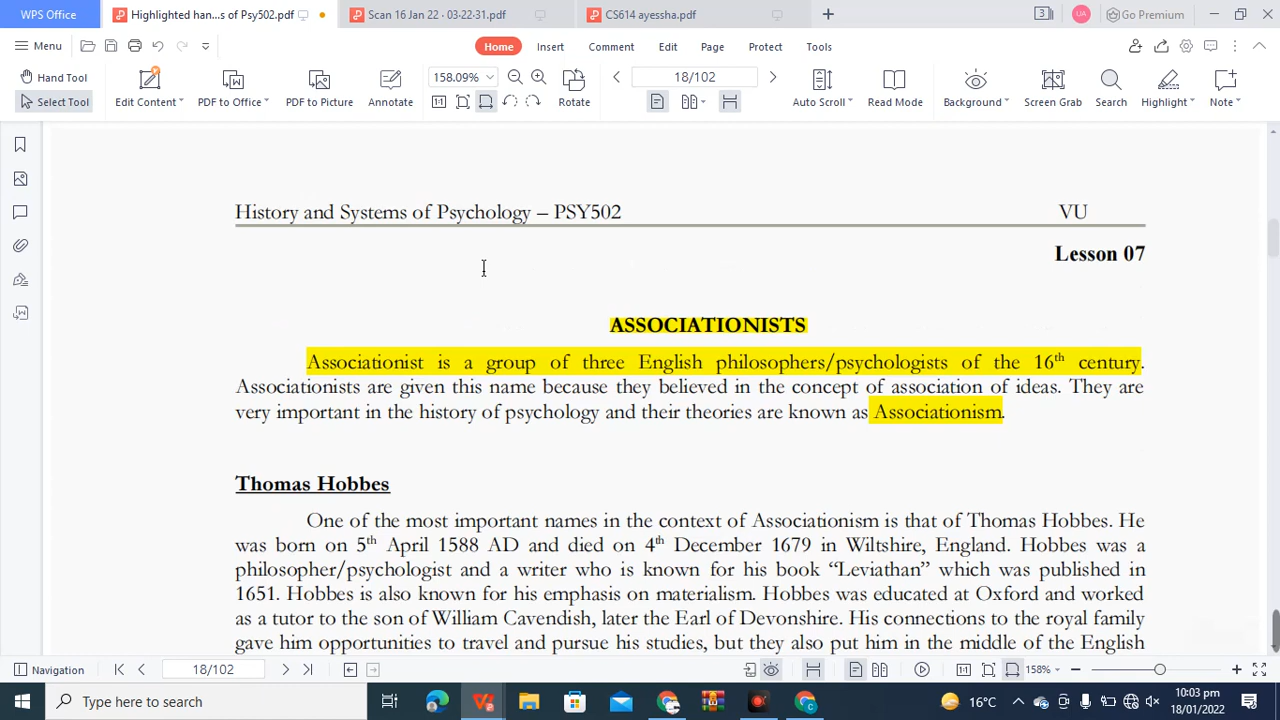 WPS Office
Highlighted han...s of Psy502.pdf
Scan 16 Jan 22 · 03-22-31.pdf
CS614 ayessha.pdf
3
UA
Go Premium
Menu
Home
Insert
Comment
Edit
Page
Protect
Tools
Hand Tool
Select Tool
Edit Content
PDF to Office
PDF to Picture
Annotate
158.09%
Rotate
18/102
Auto Scroll
Read Mode
Background
Screen Grab
Search
Highlight
Note
History and Systems of Psychology – PSY502 VU
Lesson 07
ASSOCIATIONISTS
Associationist is a group of three English philosophers/psychologists of the 16th century.
Associationists are given this name because they believed in the concept of association of ideas. They are
very important in the history of psychology and their theories are known as Associationism.
Thomas Hobbes
One of the most important names in the context of Associationism is that of Thomas Hobbes. He
was born on 5th April 1588 AD and died on 4th December 1679 in Wiltshire, England. Hobbes was a
philosopher/psychologist and a writer who is known for his book “Leviathan” which was published in
1651. Hobbes is also known for his emphasis on materialism. Hobbes was educated at Oxford and worked
as a tutor to the son of William Cavendish, later the Earl of Devonshire. His connections to the royal family
gave him opportunities to travel and pursue his studies, but they also put him in the middle of the English
Navigation
18/102
158%
Type here to search
16°C
10:03 pm
18/01/2022